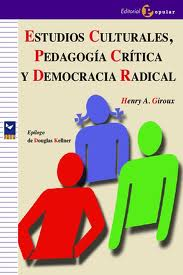 Editorial Popular
ESTUDIOS CULTURALES,
PEDAGOGÍA CRÍTICA
Y DEMOCRACIA RADICAL
Henry A. Giroux
Epílogo
de Douglas Kellner